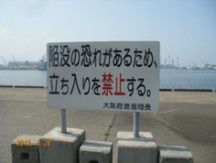 陥没の恐れがあるため、
立ち入りを禁止する。
大阪府港湾局長